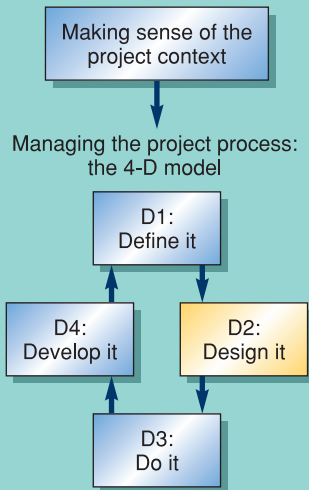 Making sense of the
project context
Managing the project process:
the 4-D model
D1:
Define it
D4:
Develop it
D2:
Design it
D3:
Do it